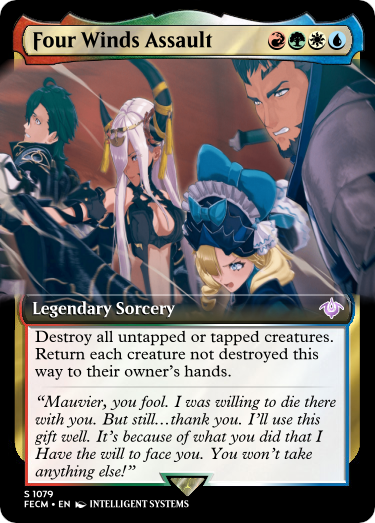 Four Winds Assault
Legendary Sorcery
Destroy all untapped or tapped creatures.
Return each creature not destroyed this
way to their owner's hands.
“Mauvier, you fool. I was willing to die there
with you. But still…thank you. I'll use this
gift well. It's because of what you did that I
Have the will to face you. You won't take
anything else!”
S 1079
FECM • EN INTELLIGENT SYSTEMS